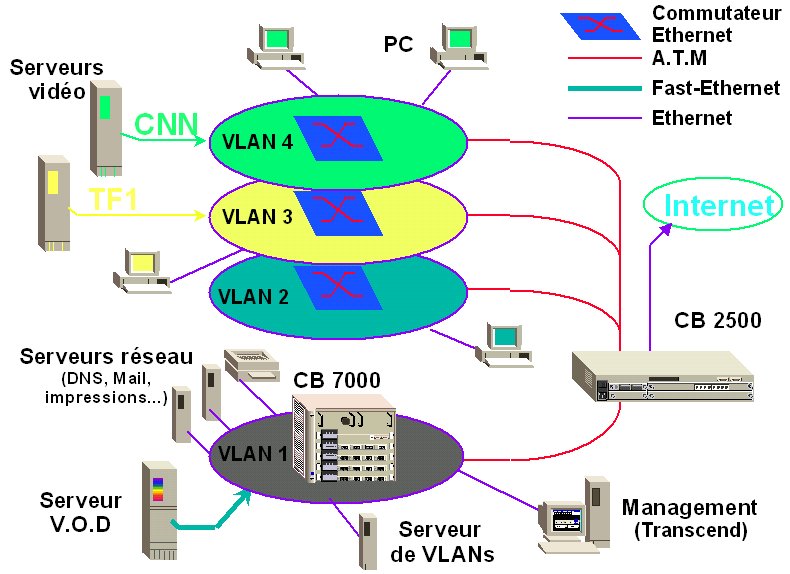 Commutateur
Ethernet
A.T.M
Fast-Ethernet
Ethernet
PC
Serveurs
vidéo
CNN
VLAN 4
TF1
VLAN 3
Internet
VLAN 2
CB 2500
Serveurs réseau
(DNS, Mail,
impressions...)
CB 7000
VLAN 1
Serveur
V.O.D
Serveur
de VLANs
Management
(Transcend)